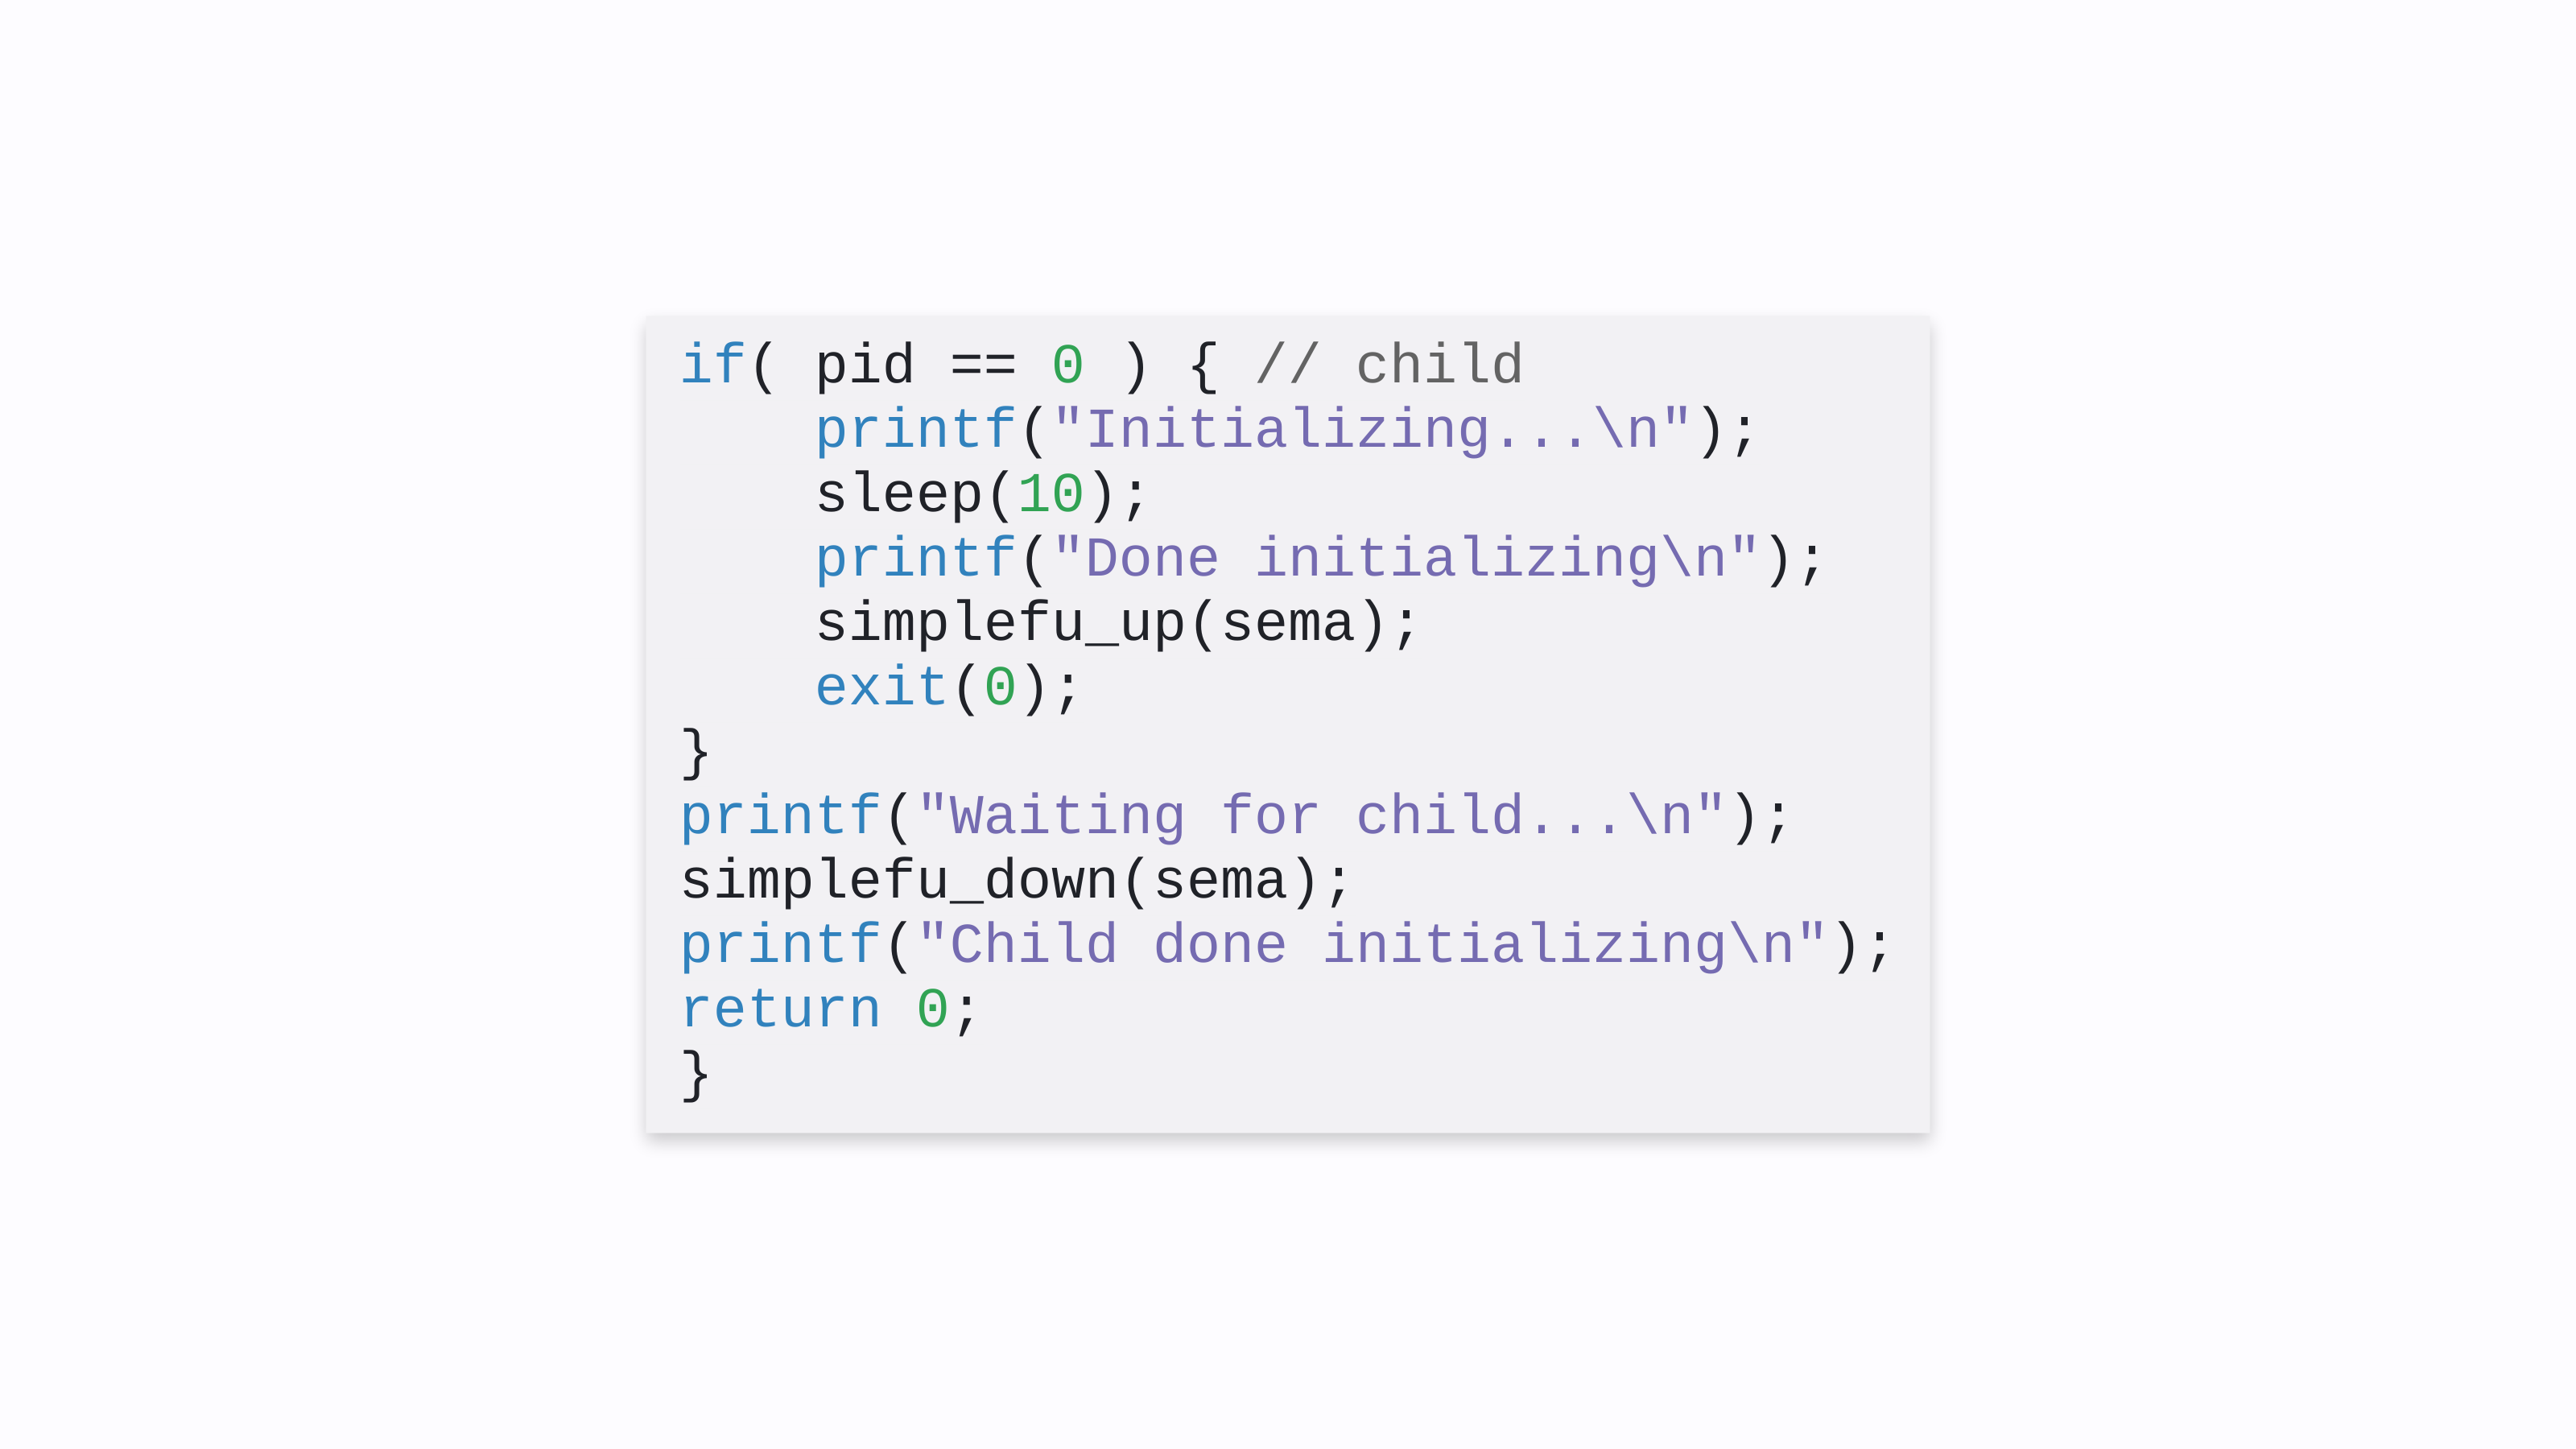 if( pid == 0 ) { // child
    printf("Initializing...\n");
    sleep(10);
    printf("Done initializing\n");
    simplefu_up(sema);
    exit(0);
}
printf("Waiting for child...\n");
simplefu_down(sema);
printf("Child done initializing\n");
return 0;
}